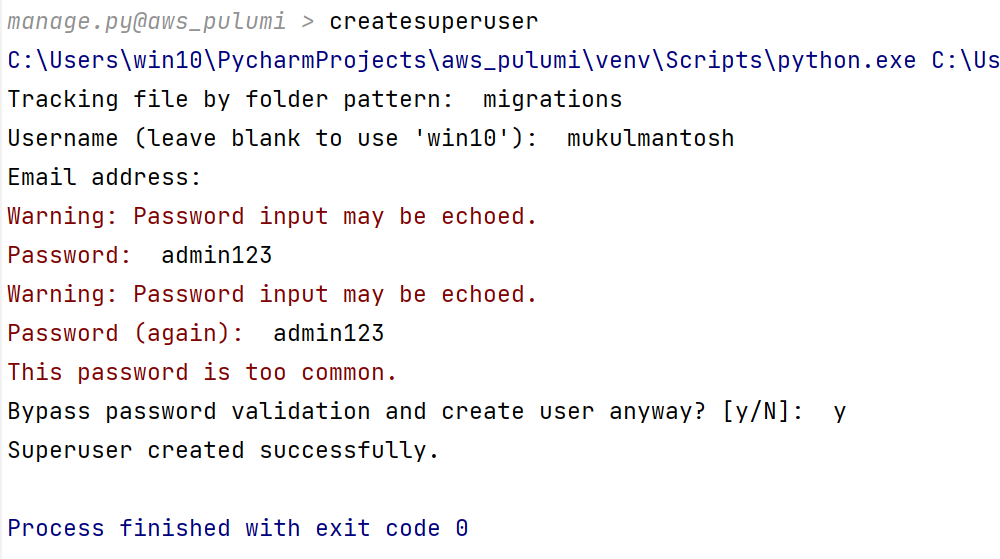 manage.py@aws_pulumi > createsuperuser
C:\Users\win10\PycharmProjects\aws_pulumi\venv\Scripts\python.exe C:\Us
Tracking file by folder pattern:  migrations
Username (leave blank to use 'win10'):  mukulmantosh
Email address:
Warning: Password input may be echoed.
Password:  admin123
Warning: Password input may be echoed.
Password (again):  admin123
This password is too common.
Bypass password validation and create user anyway? [y/N]:  y
Superuser created successfully.
Process finished with exit code 0